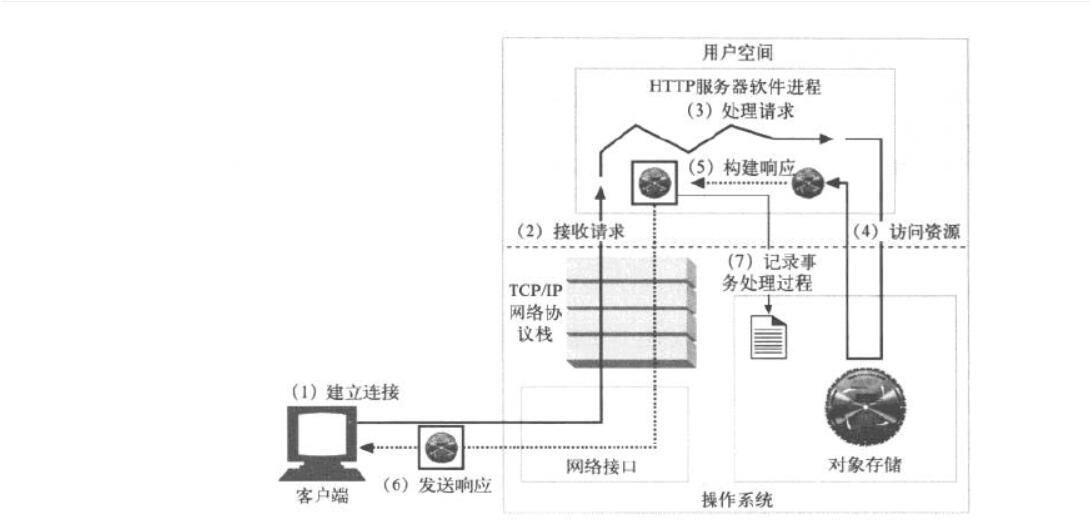 用户空间
HTTP服务器软件进程
(3)处理请求
(5)构建响应
(2)接收请求
(4)访问资源
(7)记录事
务处理过程
TCP/IP
网络协
议栈
(1)建立连接
网络接口
对象存储
(6)发送响应
客户端
操作系统